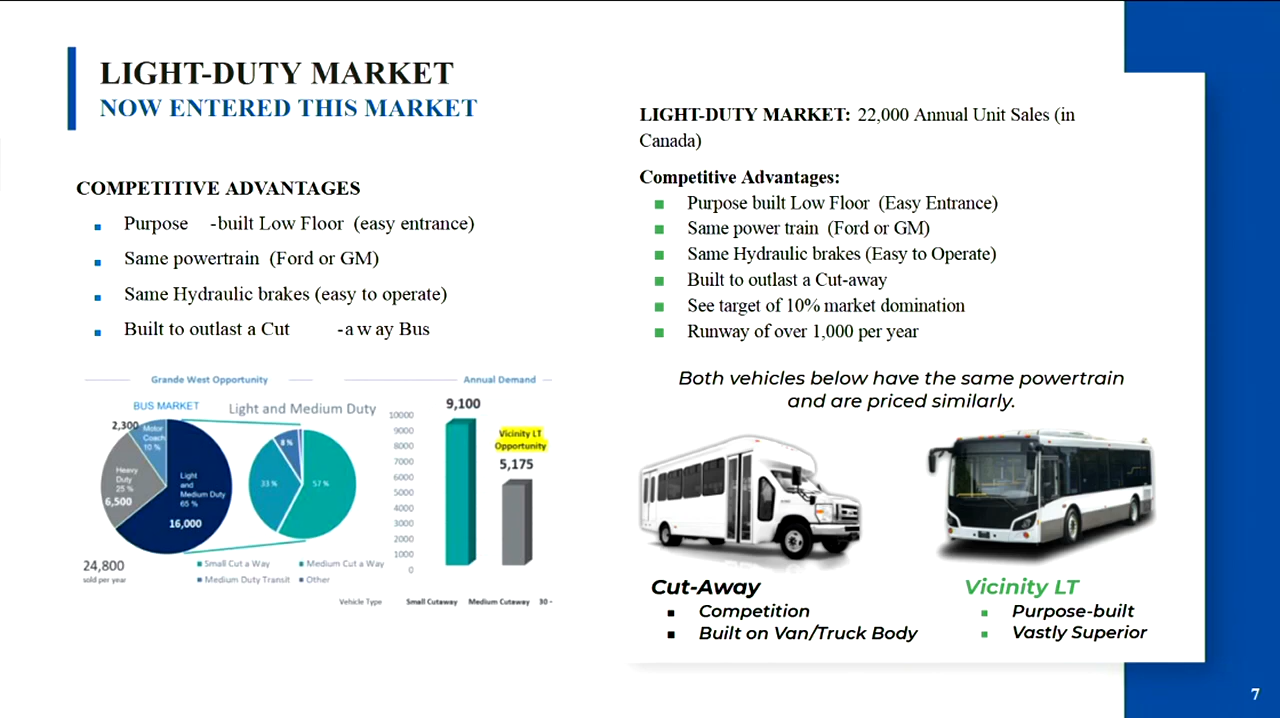 LIGHT-DUTY MARKET
NOW ENTERED THIS MARKET
COMPETITIVE ADVANTAGES
Purpose -built Low Floor (easy entrance)
Same powertrain (Ford or GM)
Same Hydraulic brakes (easy to operate)
Built to outlast a Cut -a w ay Bus
Grande West Opportunity
BUS MARKET
Light and Medium Duty
2,300
Motor
Coach
10 %
Heavy
Duty
25 %
6,500
Light
and
Medium Duty
65 %
16,000
24,800
sold per year
8 %
33 %
57 %
Small Cut a Way
Medium Cut a Way
Medium Duty Transit
Other
Annual Demand
10000
9000
8000
7000
6000
5000
4000
3000
2000
1000
0
9,100
Vicinity LT
Opportunity
5,175
Vehicle Type Small Cutaway Medium Cutaway 30 -
LIGHT-DUTY MARKET: 22,000 Annual Unit Sales (in
Canada)
Competitive Advantages:
Purpose built Low Floor (Easy Entrance)
Same power train (Ford or GM)
Same Hydraulic brakes (Easy to Operate)
Built to outlast a Cut-away
See target of 10% market domination
Runway of over 1,000 per year
Both vehicles below have the same powertrain
and are priced similarly.
Cut-Away
Competition
Built on Van/Truck Body
Vicinity LT
Purpose-built
Vastly Superior
7